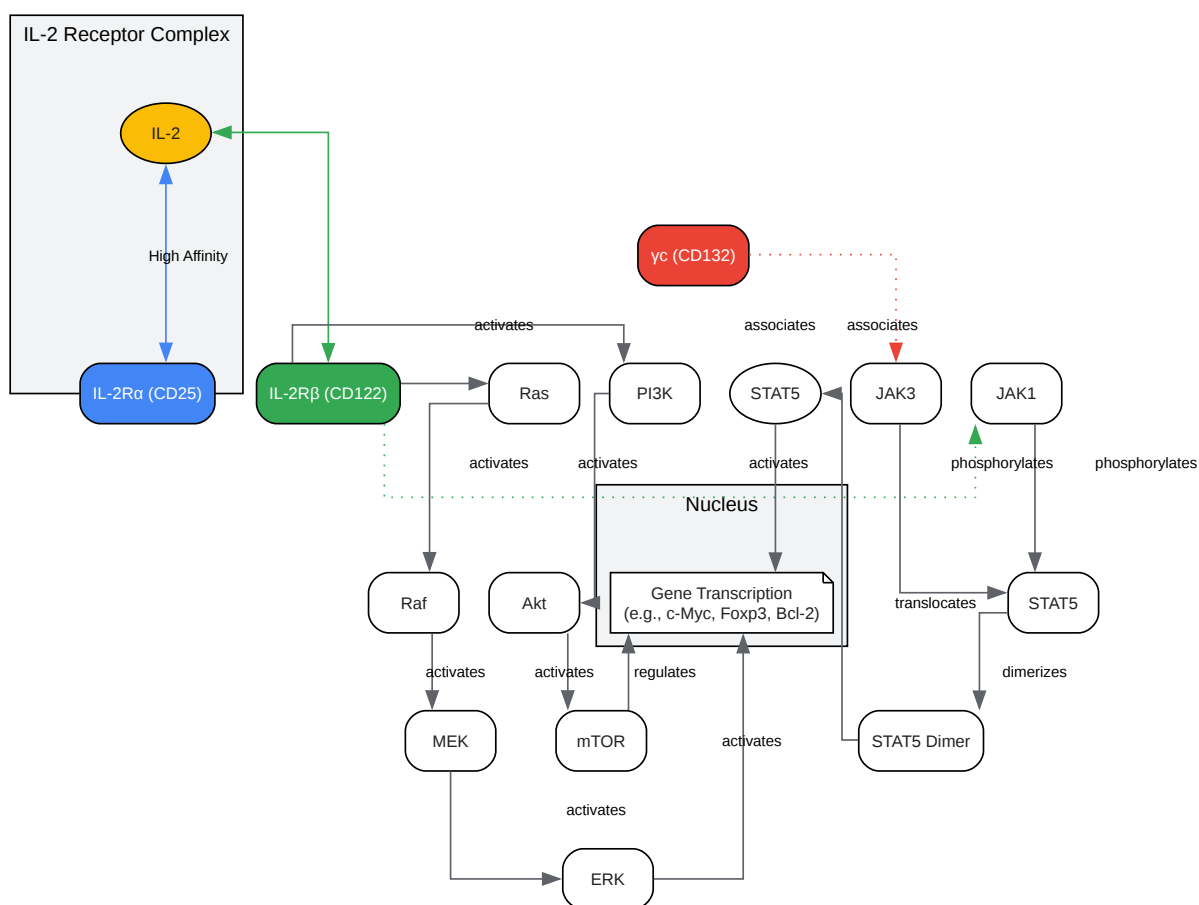 IL-2 Receptor Complex
IL-2
High Affinity
γc (CD132)
activates
associates
associates
IL-2Rα (CD25)
IL-2Rβ (CD122)
Ras
PI3K
STAT5
JAK3
JAK1
activates
activates
activates
phosphorylates
phosphorylates
Nucleus
Raf
Akt
Gene Transcription
(e.g., c-Myc, Foxp3, Bcl-2)
translocates
STAT5
activates
activates
regulates
dimerizes
MEK
mTOR
activates
STAT5 Dimer
activates
ERK